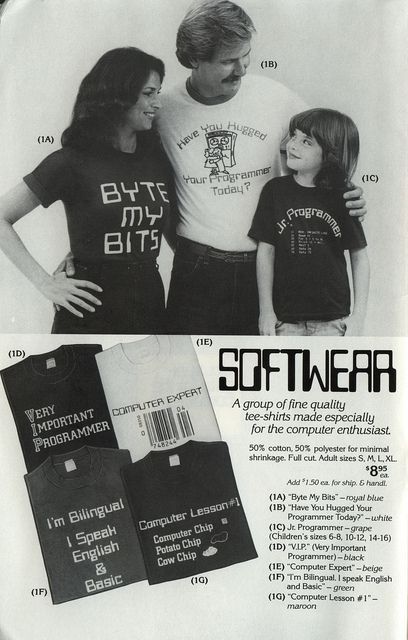 (1B)
(1A)
Have You Hugged
Your Programmer
Today?
(1C)
BYTE
MY
BITS
Jr. Programmer
(1D)
(1E)
VERY
IMPORTANT
PROGRAMMER
COMPUTER EXPERT
04
0
748244
I'm Bilingual
I Speak
English
&
Basic
Computer Lesson #1
Computer Chip
Potato Chip
Cow Chip
(1F)
(1G)
SOFTWEAR
A group of fine quality
tee-shirts made especially
for the computer enthusiast.
50% cotton, 50% polyester for minimal
shrinkage. Full cut. Adult sizes S, M, L, XL.
$8.95
ea.
Add $1.50 ea. for ship. & handl.
(1A) "Byte My Bits" – royal blue
(1B) "Have You Hugged Your
Programmer Today?" – white
(1C) Jr. Programmer – grape
(Children's sizes 6-8, 10-12, 14-16)
(1D) "V.I.P." (Very Important
Programmer) – black
(1E) "Computer Expert" – beige
(1F) "I'm Bilingual. I speak English
and Basic" – green
(1G) "Computer Lesson #1" –
maroon